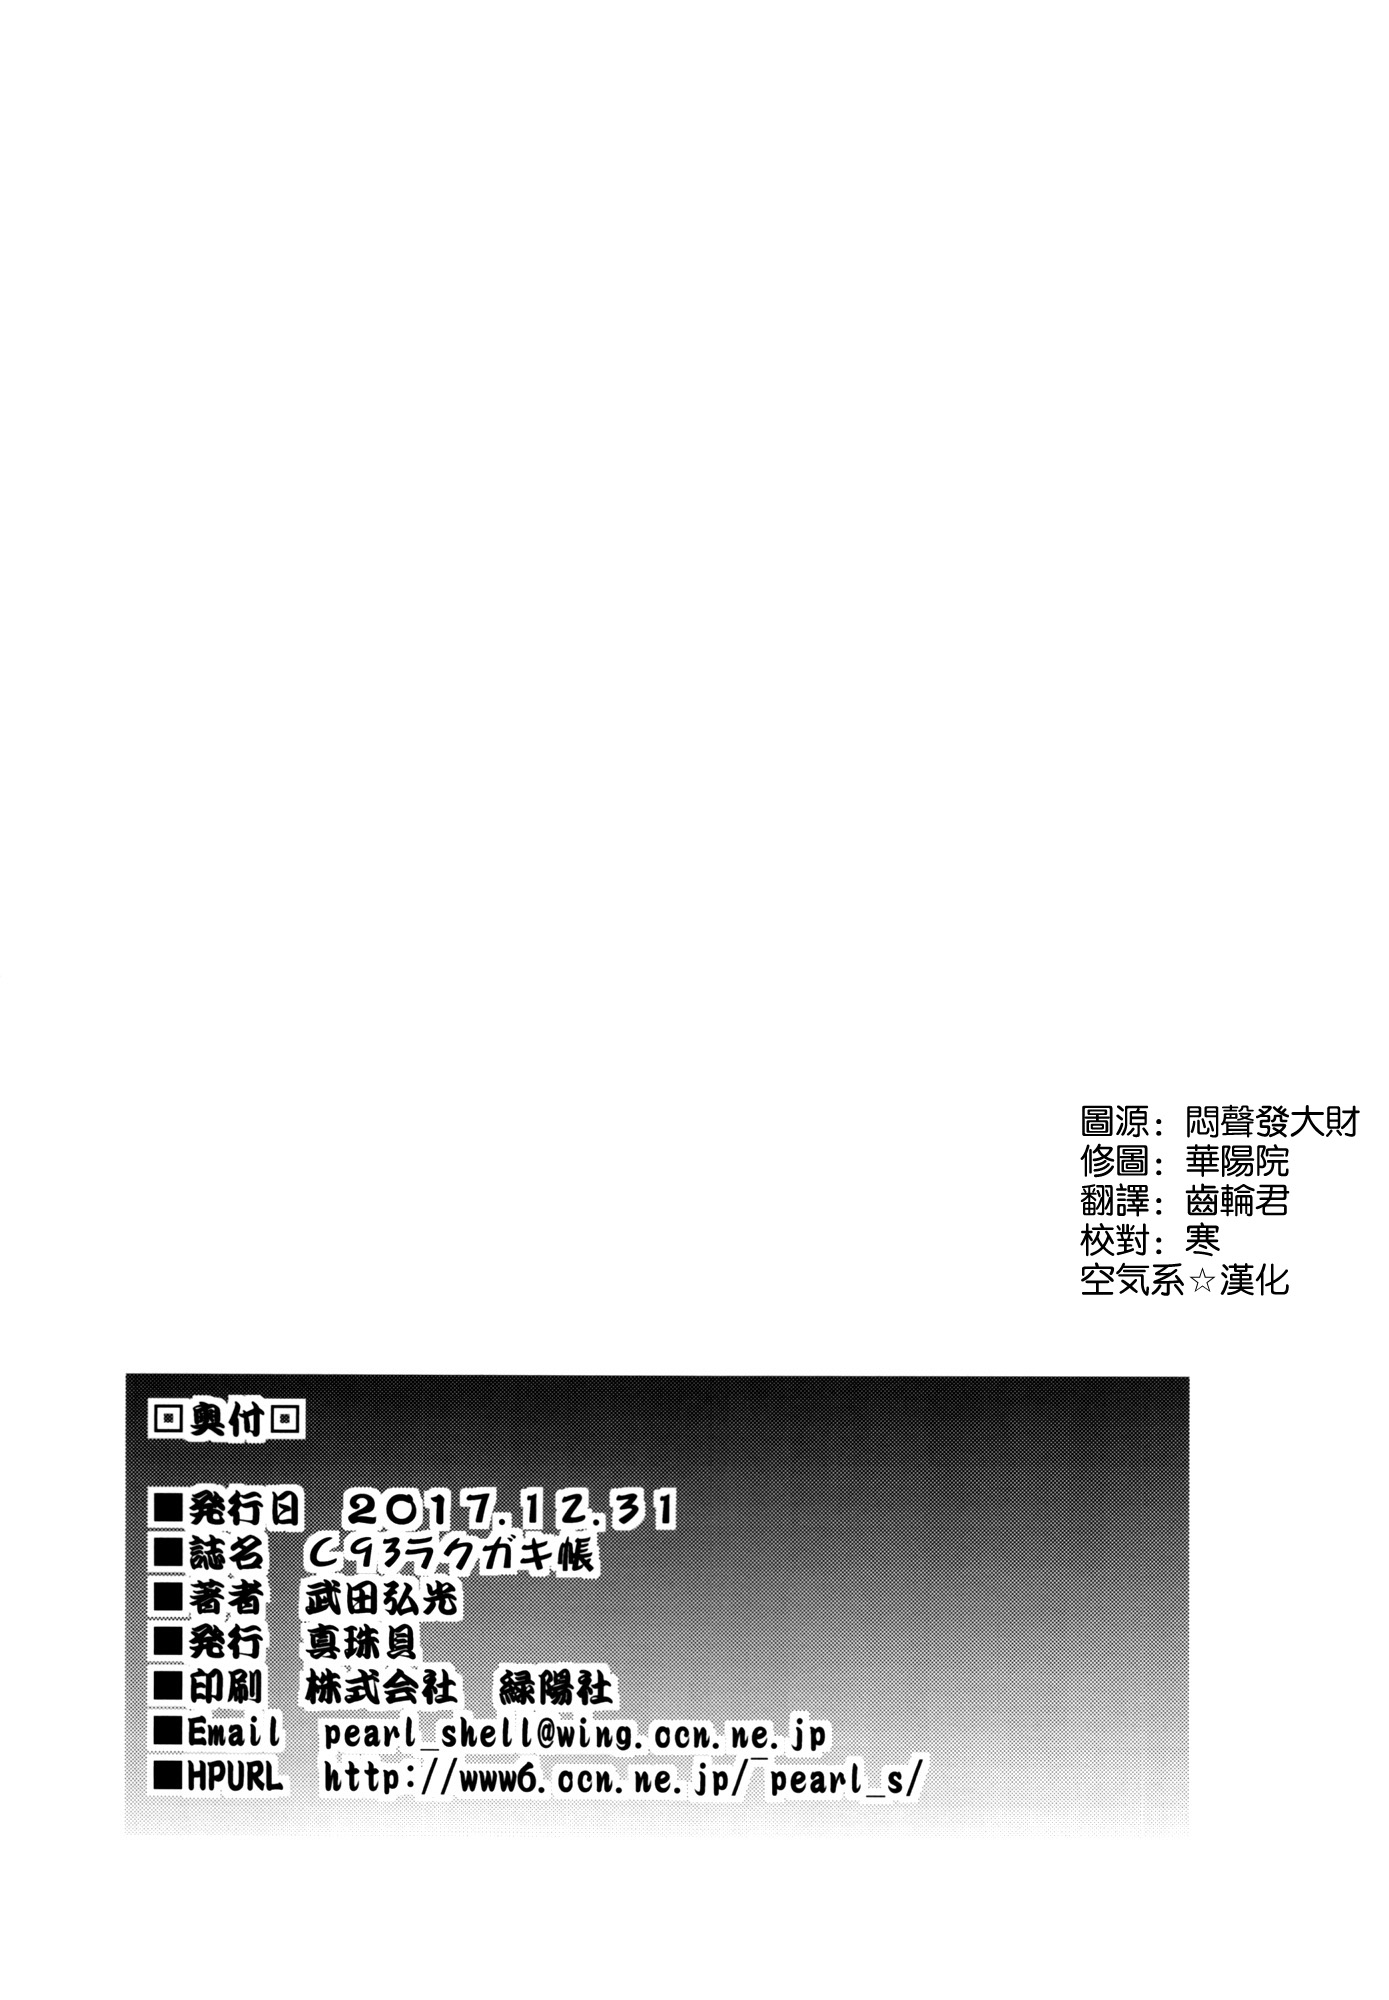 圖源：悶聲發大財
修圖：華陽院
翻譯：齒輪君
校對：寒
空気系☆漢化
回奥付回
■発行日　２０１７.１２.３１
■誌名　Ｃ９３ラクガキ帳
■著者　武田弘光
■発行　真珠貝
■印刷　株式会社　緑陽社
■Email　pearl_shell@wing.ocn.ne.jp
■HPURL　http://www6.ocn.ne.jp/~pearl_s/